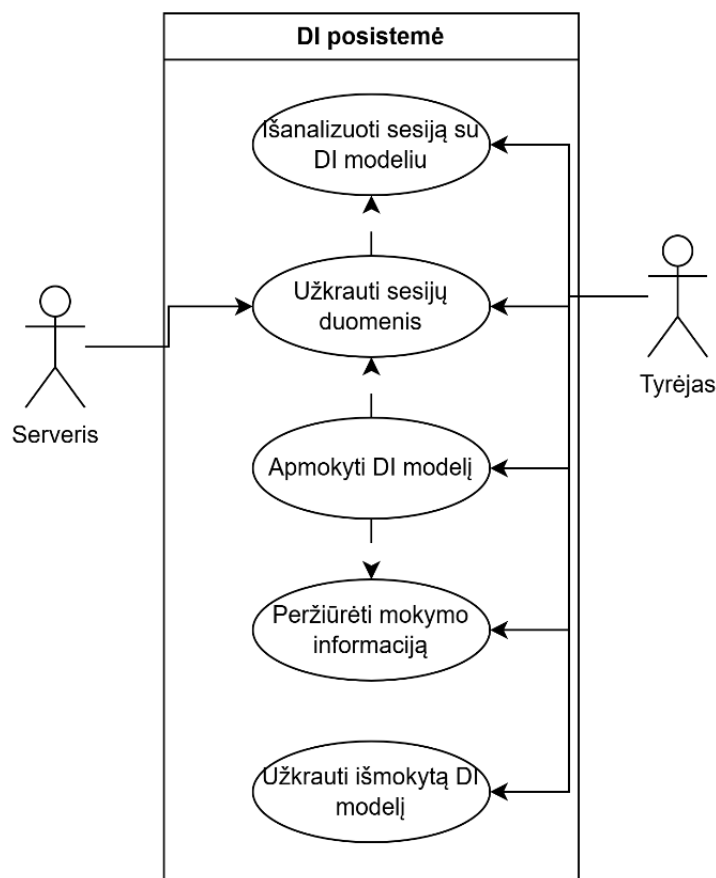 DI posistemė
Išanalizuoti sesiją su
DI modeliu
Užkrauti sesijų
duomenis
Serveris
Tyrėjas
Apmokyti DI modelį
Peržiūrėti mokymo
informaciją
Užkrauti išmokytą DI
modelį